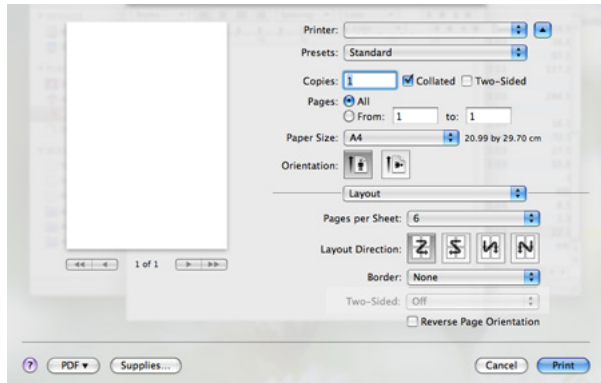 Printer:
Presets: Standard
Copies: 1 Collated Two-Sided
Pages: All
From: 1 to: 1
Paper Size: A4 20.99 by 29.70 cm
Orientation:
Layout
Pages per Sheet: 6
Layout Direction:
1 of 1
Border: None
Two-Sided: Off
Reverse Page Orientation
? PDF Supplies... Cancel Print